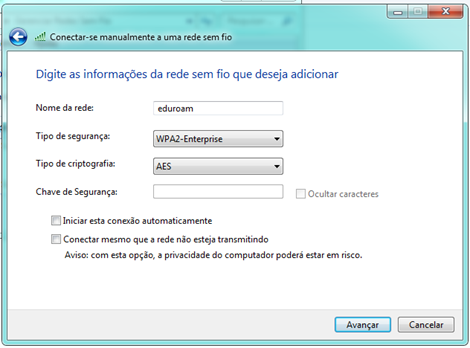 Conectar-se manualmente a uma rede sem fio
Digite as informações da rede sem fio que deseja adicionar
Nome da rede: eduroam
Tipo de segurança: WPA2-Enterprise
Tipo de criptografia: AES
Chave de Segurança: Ocultar caracteres
Iniciar esta conexão automaticamente
Conectar mesmo que a rede não esteja transmitindo
Aviso: com esta opção, a privacidade do computador poderá estar em risco.
Avançar Cancelar